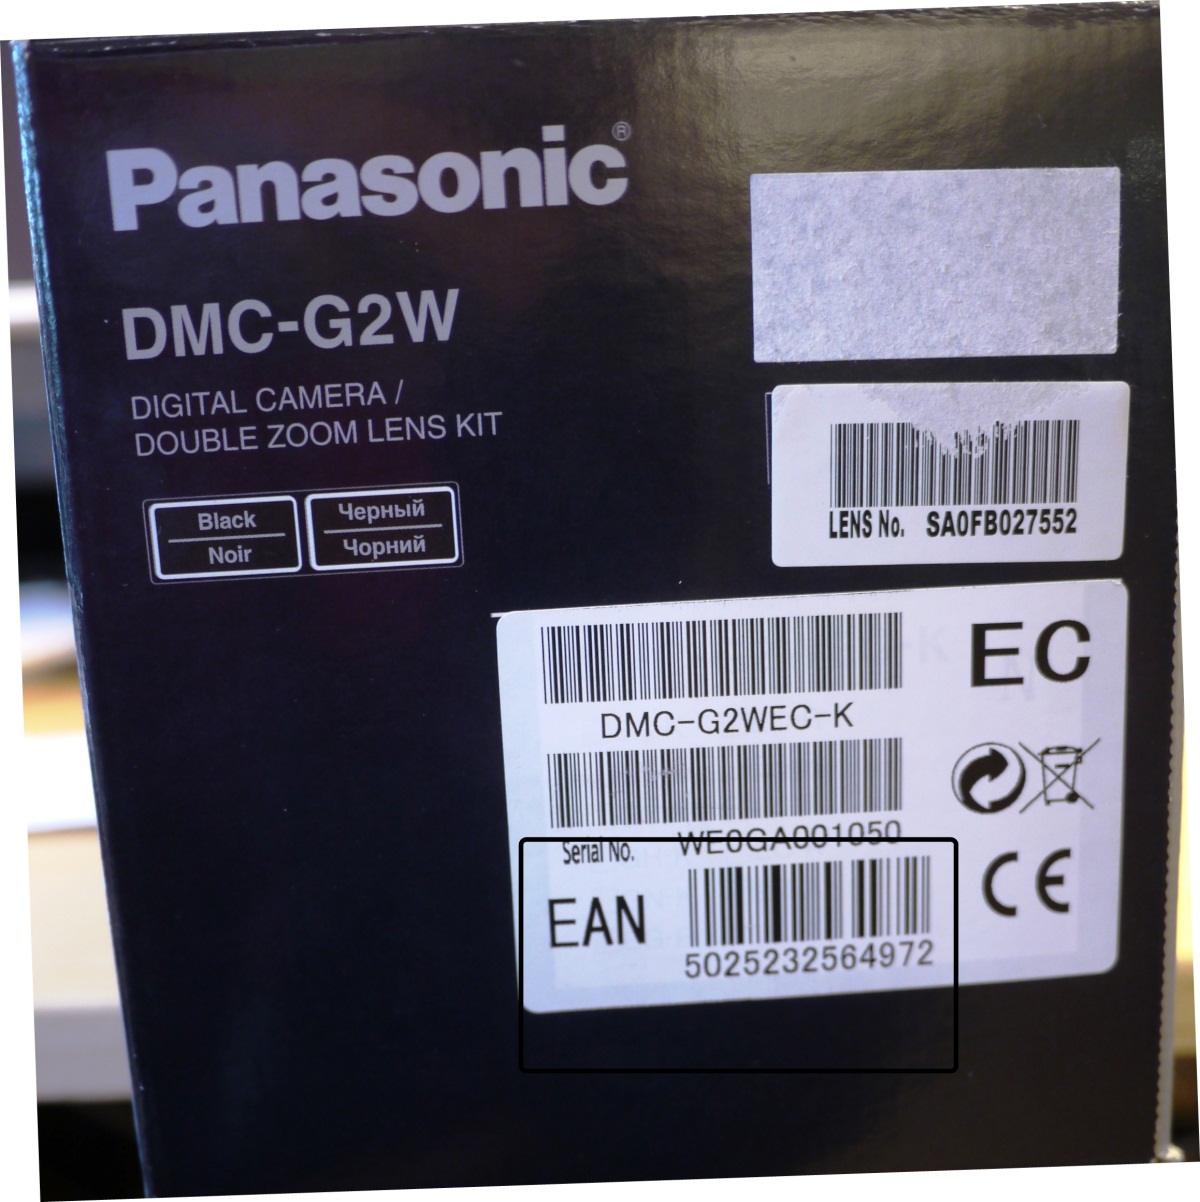 Panasonic®
DMC-G2W
DIGITAL CAMERA /
DOUBLE ZOOM LENS KIT
Black
Noir
Черный
Чорний
LENS No. SA0FB027552
EC
DMC-G2WEC-K
Serial No. WE0GA001050
CE
EAN
5025232564972